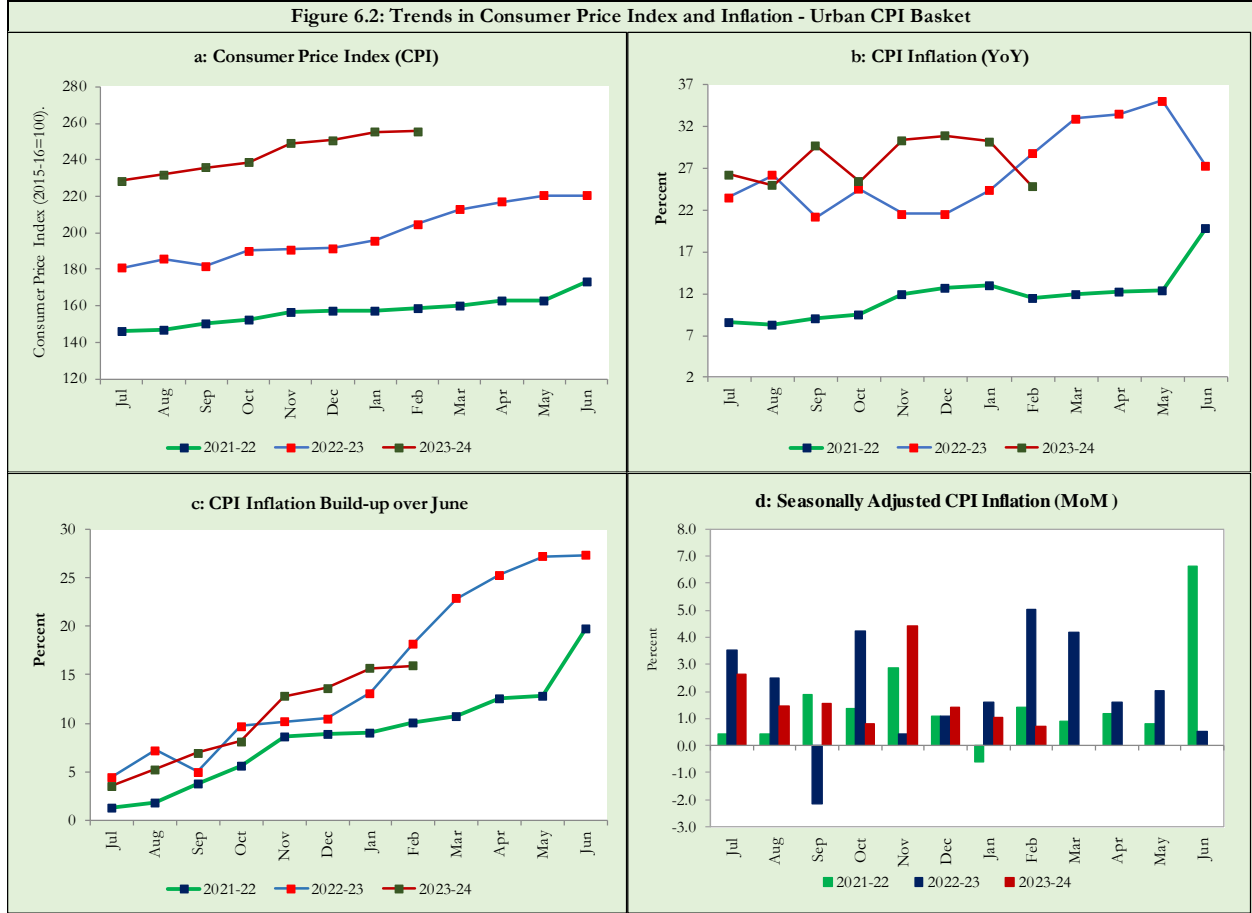 Figure 6.2: Trends in Consumer Price Index and Inflation - Urban CPI Basket
a: Consumer Price Index (CPI)
Consumer Price Index (2015-16=100).
280
260
240
220
200
180
160
140
120
Jul Aug Sep Oct Nov Dec Jan Feb Mar Apr May Jun
2021-22 2022-23 2023-24
b: CPI Inflation (YoY)
Percent
37
32
27
22
17
12
7
2
Jul Aug Sep Oct Nov Dec Jan Feb Mar Apr May Jun
2021-22 2022-23 2023-24
c: CPI Inflation Build-up over June
Percent
30
25
20
15
10
5
0
Jul Aug Sep Oct Nov Dec Jan Feb Mar Apr May Jun
2021-22 2022-23 2023-24
d: Seasonally Adjusted CPI Inflation (MoM )
Percent
8.0
7.0
6.0
5.0
4.0
3.0
2.0
1.0
0.0
-1.0
-2.0
-3.0
Jul Aug Sep Oct Nov Dec Jan Feb Mar Apr May Jun
2021-22 2022-23 2023-24